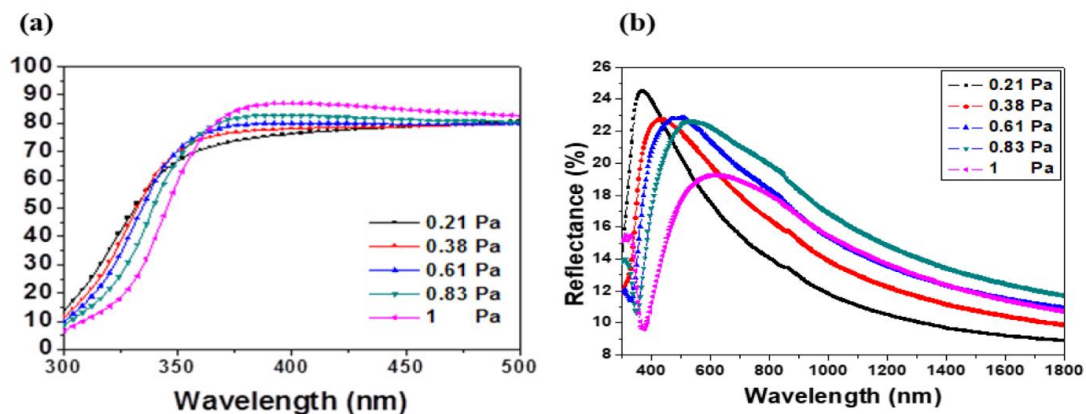 (a)
100
90
80
70
60
50
40
30
20
10
0
300 350 400 450 500
Wavelength (nm)
0.21 Pa
0.38 Pa
0.61 Pa
0.83 Pa
1 Pa
(b)
Reflectance (%)
26
24
22
20
18
16
14
12
10
8
400 600 800 1000 1200 1400 1600 1800
Wavelength (nm)
0.21 Pa
0.38 Pa
0.61 Pa
0.83 Pa
1 Pa